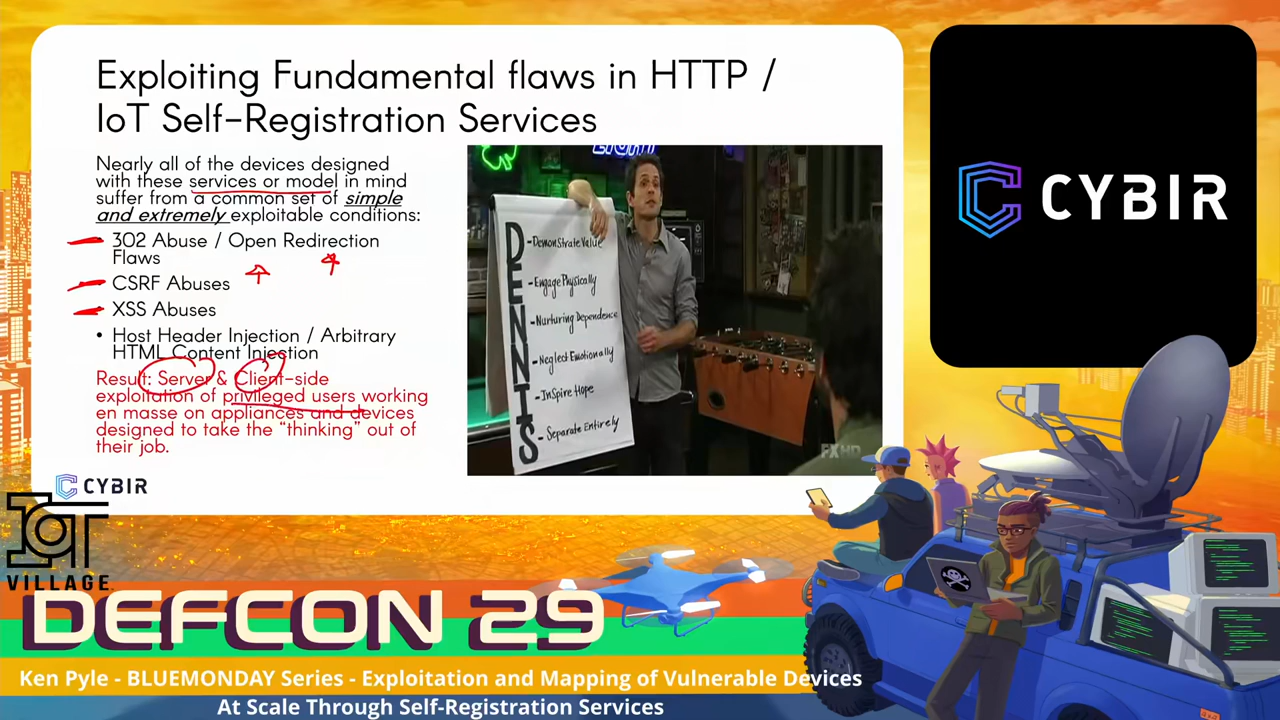 Exploiting Fundamental flaws in HTTP /
IoT Self-Registration Services
Nearly all of the devices designed
with these services or model in mind
suffer from a common set of simple
and extremely exploitable conditions:
302 Abuse / Open Redirection
Flaws
CSRF Abuses
XSS Abuses
• Host Header Injection / Arbitrary
HTML Content Injection
Result: Server & Client-side
exploitation of privileged users working
en masse on appliances and devices
designed to take the "thinking" out of
their job.
CYBIR
DENNIS
-Demonstrate Value
-Engage Physically
-Nurturing Dependence
-Neglect Emotionally
-InSpire Hope
-Separate Entirely
FXHD
CYBIR
IoT
VILLAGE
DEFCON 29
Ken Pyle - BLUEMONDAY Series - Exploitation and Mapping of Vulnerable Devices
At Scale Through Self-Registration Services